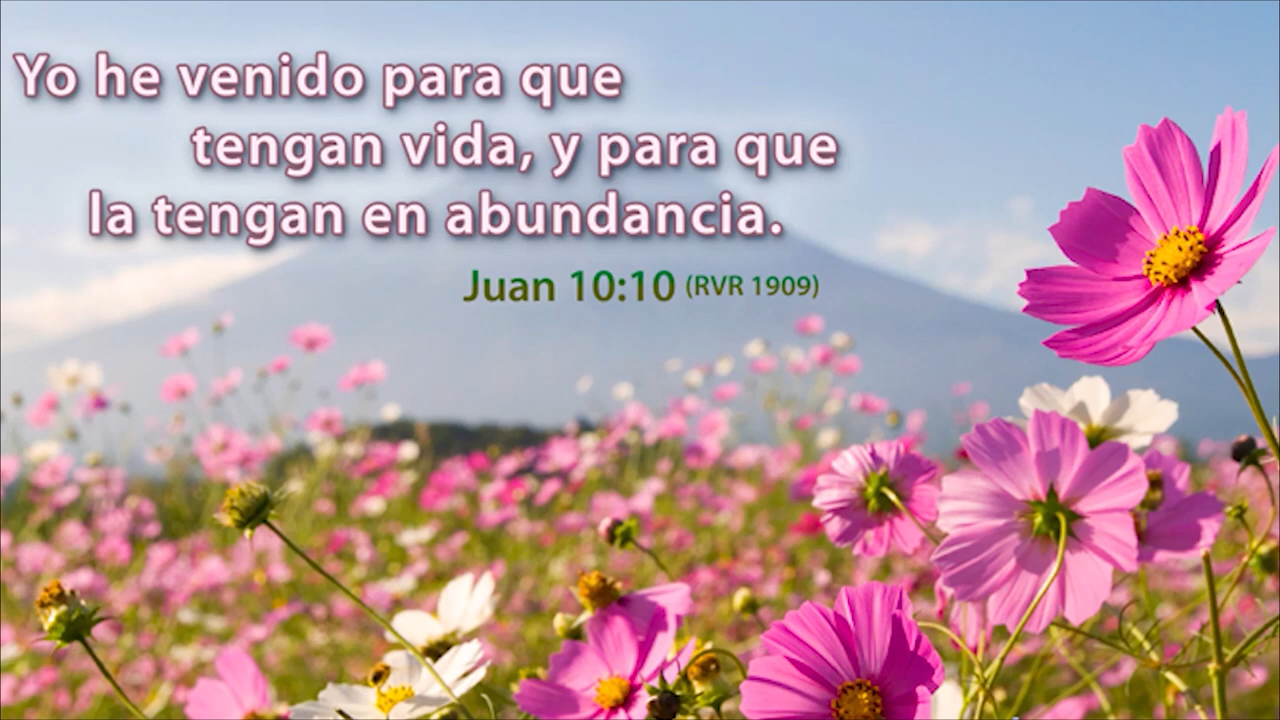 Yo he venido para que
tengan vida, y para que
la tengan en abundancia.
Juan 10:10 (RVR 1909)